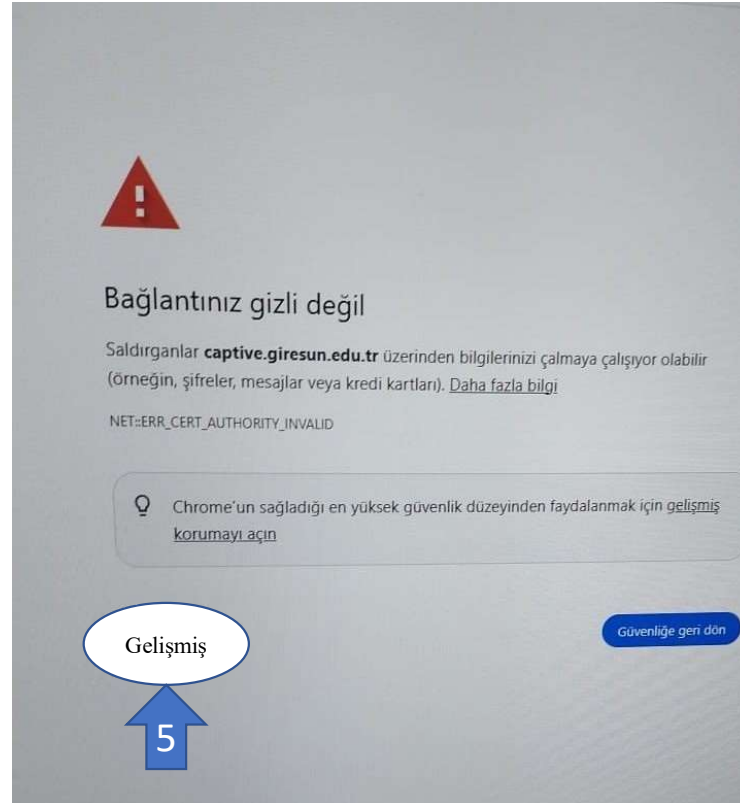 Bağlantınız gizli değil
Saldırganlar captive.giresun.edu.tr üzerinden bilgilerinizi çalmaya çalışıyor olabilir
(örneğin, şifreler, mesajlar veya kredi kartları). Daha fazla bilgi
NET::ERR_CERT_AUTHORITY_INVALID
Chrome'un sağladığı en yüksek güvenlik düzeyinden faydalanmak için gelişmiş
korumayı açın
Güvenliğe geri dön
Gelişmiş
5